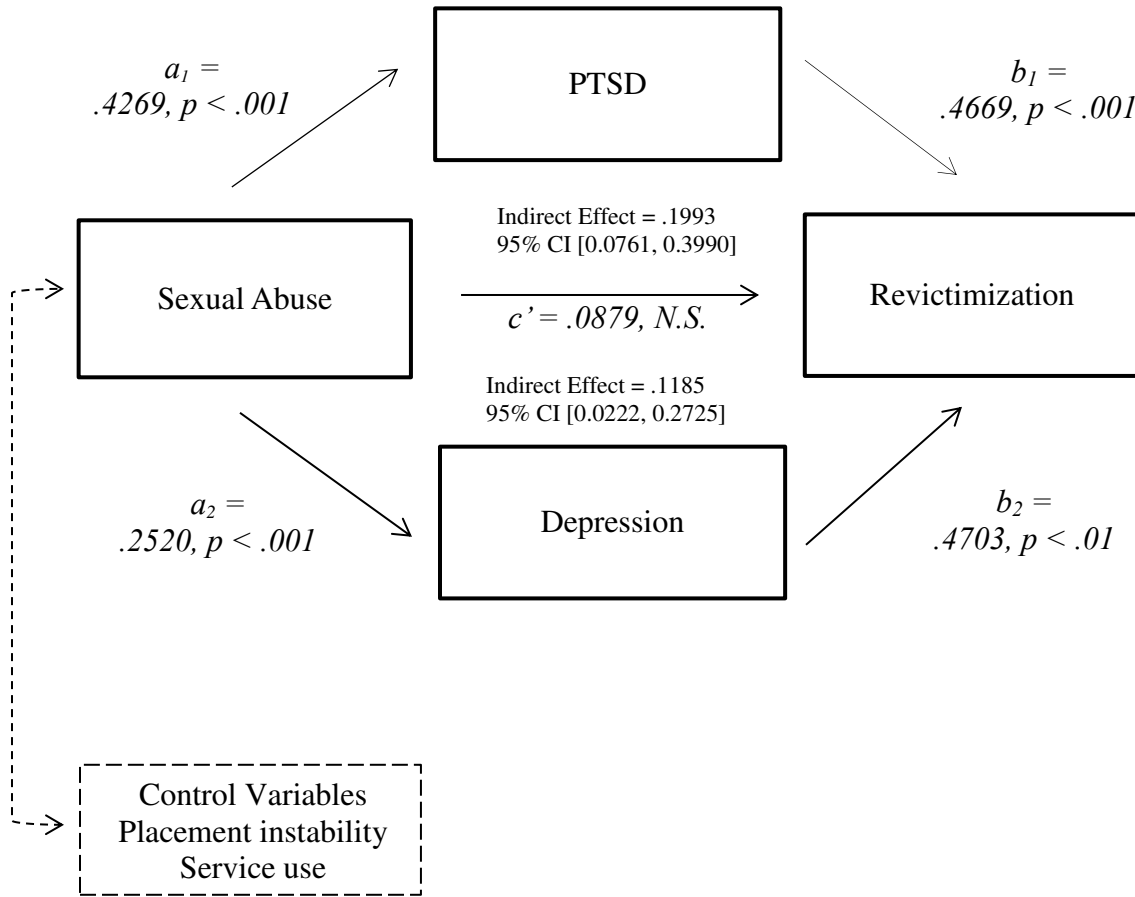 a1 =
.4269, p < .001
PTSD
b1 =
.4669, p < .001
Indirect Effect = .1993
95% CI [0.0761, 0.3990]
Sexual Abuse
c’ = .0879, N.S.
Revictimization
Indirect Effect = .1185
95% CI [0.0222, 0.2725]
a2 =
.2520, p < .001
Depression
b2 =
.4703, p < .01
Control Variables
Placement instability
Service use